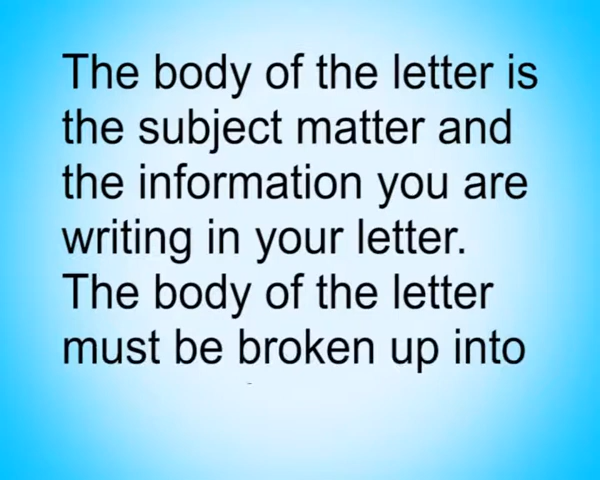 The body of the letter is
the subject matter and
the information you are
writing in your letter.
The body of the letter
must be broken up into